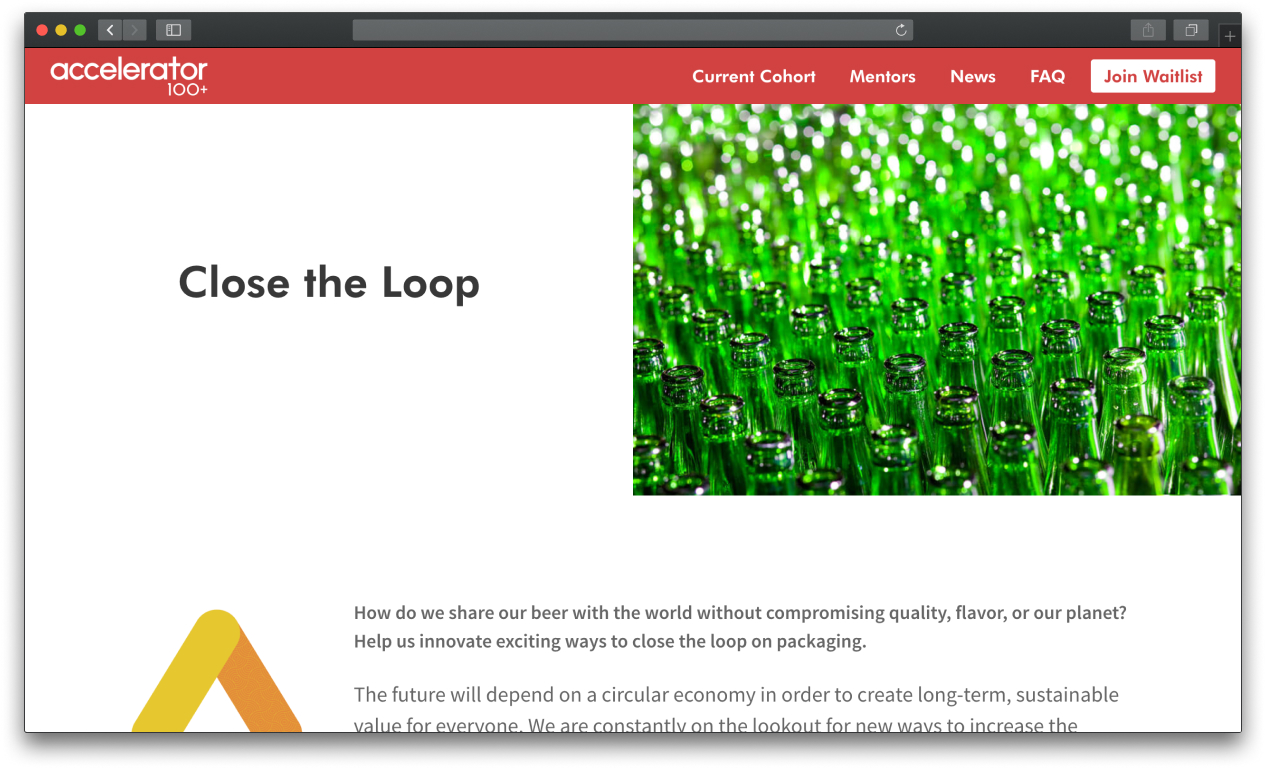 accelerator
100+
Current Cohort
Mentors
News
FAQ
Join Waitlist
Close the Loop
How do we share our beer with the world without compromising quality, flavor, or our planet?
Help us innovate exciting ways to close the loop on packaging.
The future will depend on a circular economy in order to create long-term, sustainable
value for everyone. We are constantly on the lookout for new ways to increase the